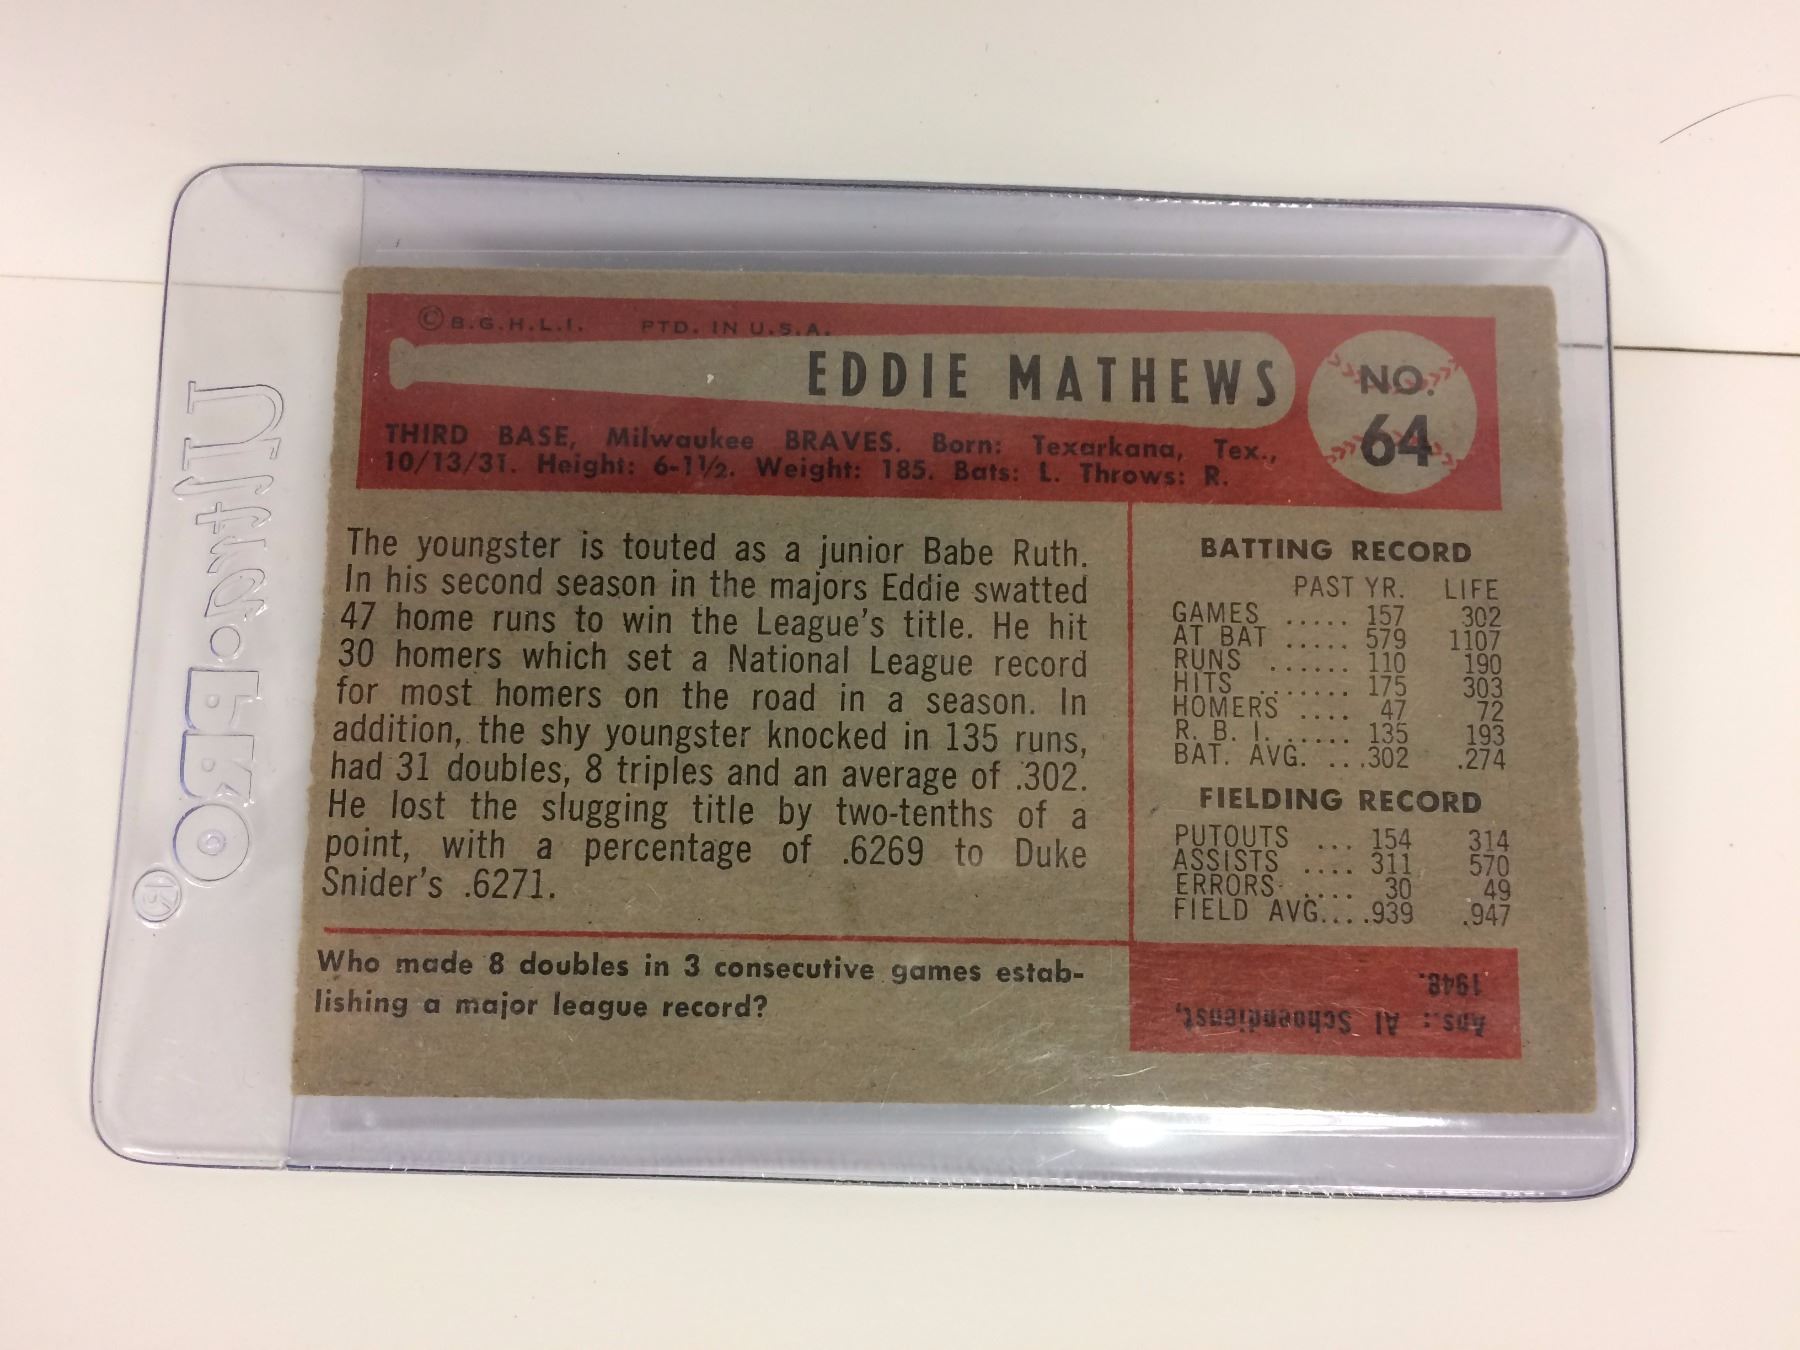 © B.G.H.L.I. PTD. IN U.S.A.
EDDIE MATHEWS
NO.
64
THIRD BASE, Milwaukee BRAVES. Born: Texarkana, Tex.,
10/13/31. Height: 6-1½. Weight: 185. Bats: L. Throws: R.
The youngster is touted as a junior Babe Ruth.
In his second season in the majors Eddie swatted
47 home runs to win the League's title. He hit
30 homers which set a National League record
for most homers on the road in a season. In
addition, the shy youngster knocked in 135 runs,
had 31 doubles, 8 triples and an average of .302.
He lost the slugging title by two-tenths of a
point, with a percentage of .6269 to Duke
Snider's .6271.
BATTING RECORD
PAST YR. LIFE
GAMES ..... 157 302
AT BAT ..... 579 1107
RUNS ...... 110 190
HITS ....... 175 303
HOMERS .... 47 72
R. B. I. ...... 135 193
BAT. AVG. ...302 .274
FIELDING RECORD
PUTOUTS ... 154 314
ASSISTS .... 311 570
ERRORS .... 30 49
FIELD AVG....939 .947
Who made 8 doubles in 3 consecutive games estab-
lishing a major league record?
Ans.: Al Schoendienst,
1948.
Ultra•PRO